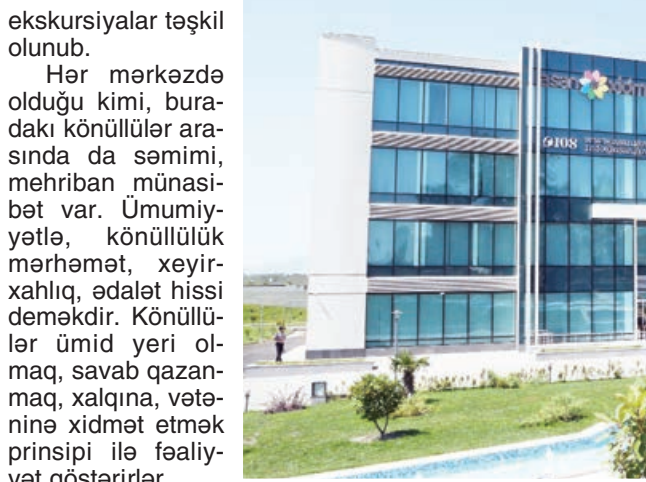 ekskursiyalar təşkil
olunub.
Hər mərkəzdə
olduğu kimi, bura-
dakı könüllülər ara-
sında da səmimi,
mehriban münasi-
bət var. Ümumiy-
yətlə, könüllülük
mərhəmət, xeyir-
xahlıq, ədalət hissi
deməkdir. Könüllü-
lər ümid yeri ol-
maq, savab qazan-
maq, xalqına, vətə-
ninə xidmət etmək
prinsipi ilə fəaliy-
yət göstərirlər
asan
108